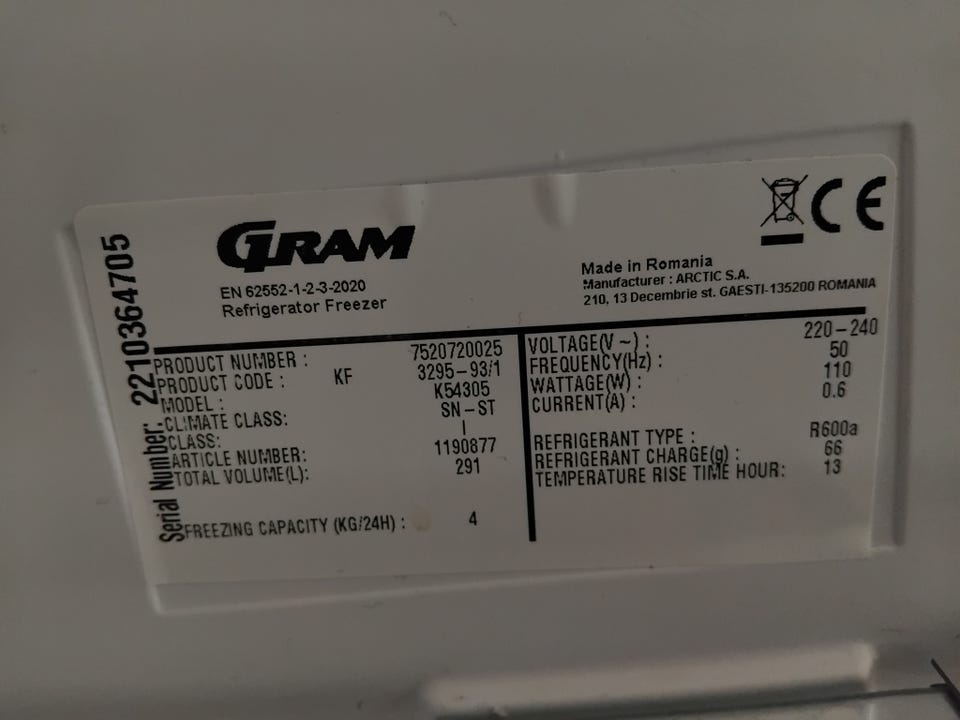 GRAM
EN 62552-1-2-3-2020
Refrigerator Freezer
Made in Romania
Manufacturer : ARCTIC S.A.
210, 13 Decembrie st. GAESTI-135200 ROMANIA
CE
Serial Number: 2210364705
PRODUCT NUMBER : 7520720025
PRODUCT CODE : KF 3295-93/1
MODEL : K54305
CLIMATE CLASS: SN-ST
CLASS: I
ARTICLE NUMBER: 1190877
TOTAL VOLUME(L): 291
FREEZING CAPACITY (KG/24H) : 4
VOLTAGE(V ~) : 220-240
FREQUENCY(Hz) : 50
WATTAGE(W) : 110
CURRENT(A) : 0.6
REFRIGERANT TYPE : R600a
REFRIGERANT CHARGE(g) : 66
TEMPERATURE RISE TIME HOUR: 13